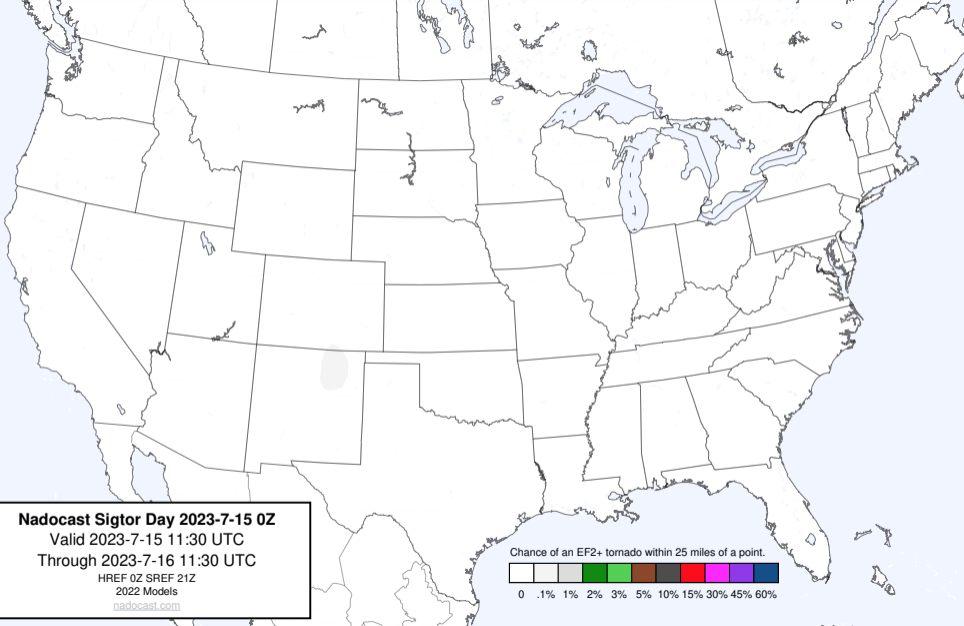 Nadocast Sigtor Day 2023-7-15 0Z
Valid 2023-7-15 11:30 UTC
Through 2023-7-16 11:30 UTC
HREF 0Z SREF 21Z
2022 Models
nadocast.com
Chance of an EF2+ tornado within 25 miles of a point.
0 .1% 1% 2% 3% 5% 10% 15% 30% 45% 60%